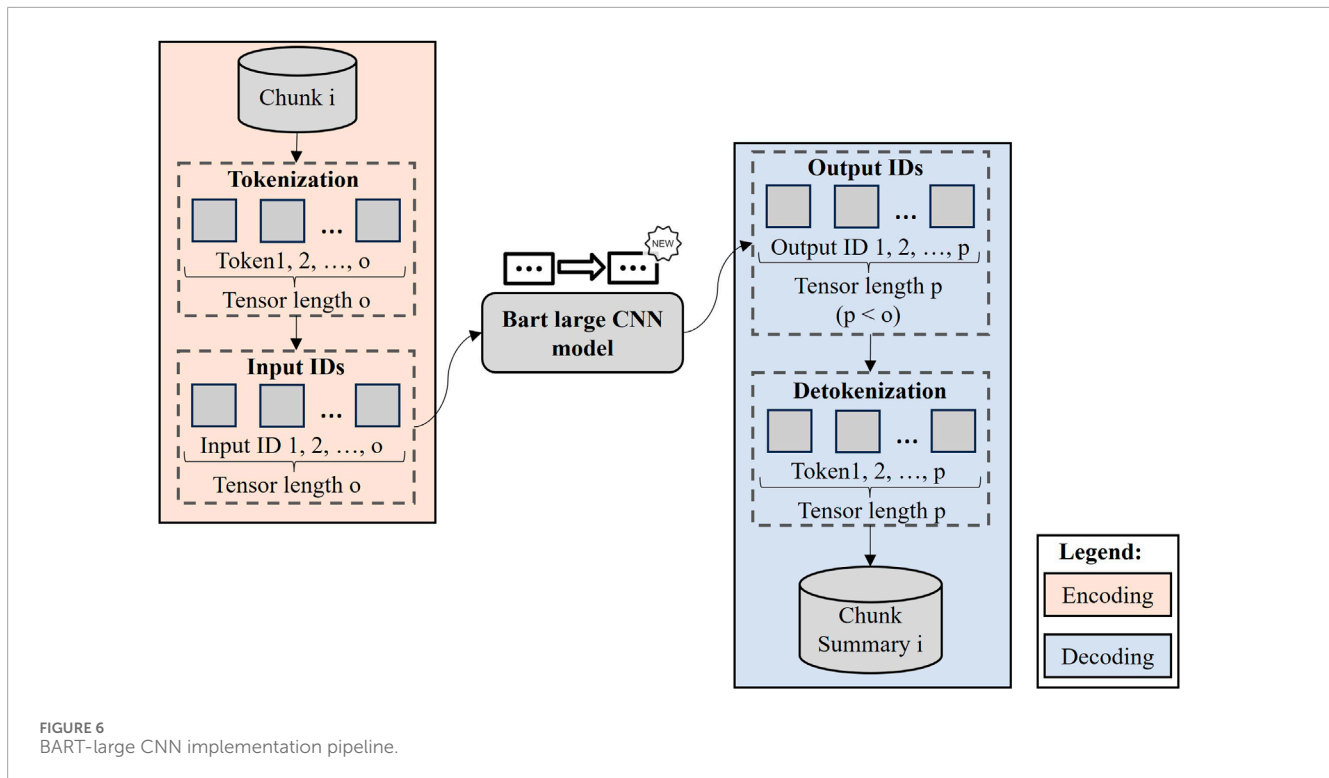 Chunk i
Tokenization
...
Token1, 2, …, o
Tensor length o
Input IDs
...
Input ID 1, 2, …, o
Tensor length o
... ...
NEW
Bart large CNN
model
Output IDs
...
Output ID 1, 2, …, p
Tensor length p
(p < o)
Detokenization
...
Token1, 2, …, p
Tensor length p
Chunk
Summary i
Legend:
Encoding
Decoding
FIGURE 6
BART-large CNN implementation pipeline.